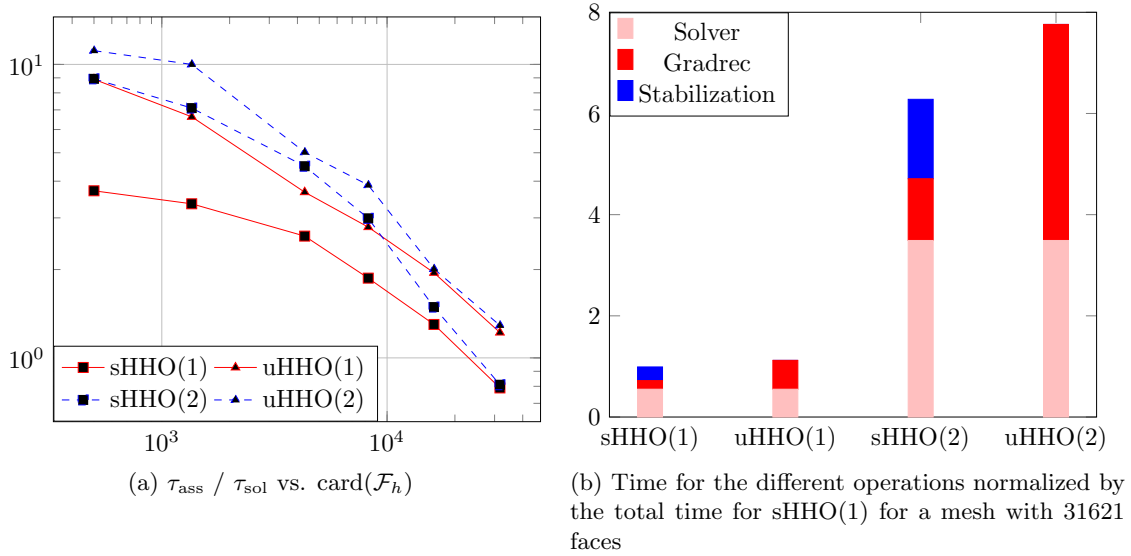 10^1
10^0
10^3
10^4
sHHO(1)
uHHO(1)
sHHO(2)
uHHO(2)
(a) τ_ass / τ_sol vs. card(ℱ_h)
8
6
4
2
0
Solver
Gradrec
Stabilization
sHHO(1)
uHHO(1)
sHHO(2)
uHHO(2)
(b) Time for the different operations normalized by
the total time for sHHO(1) for a mesh with 31621
faces